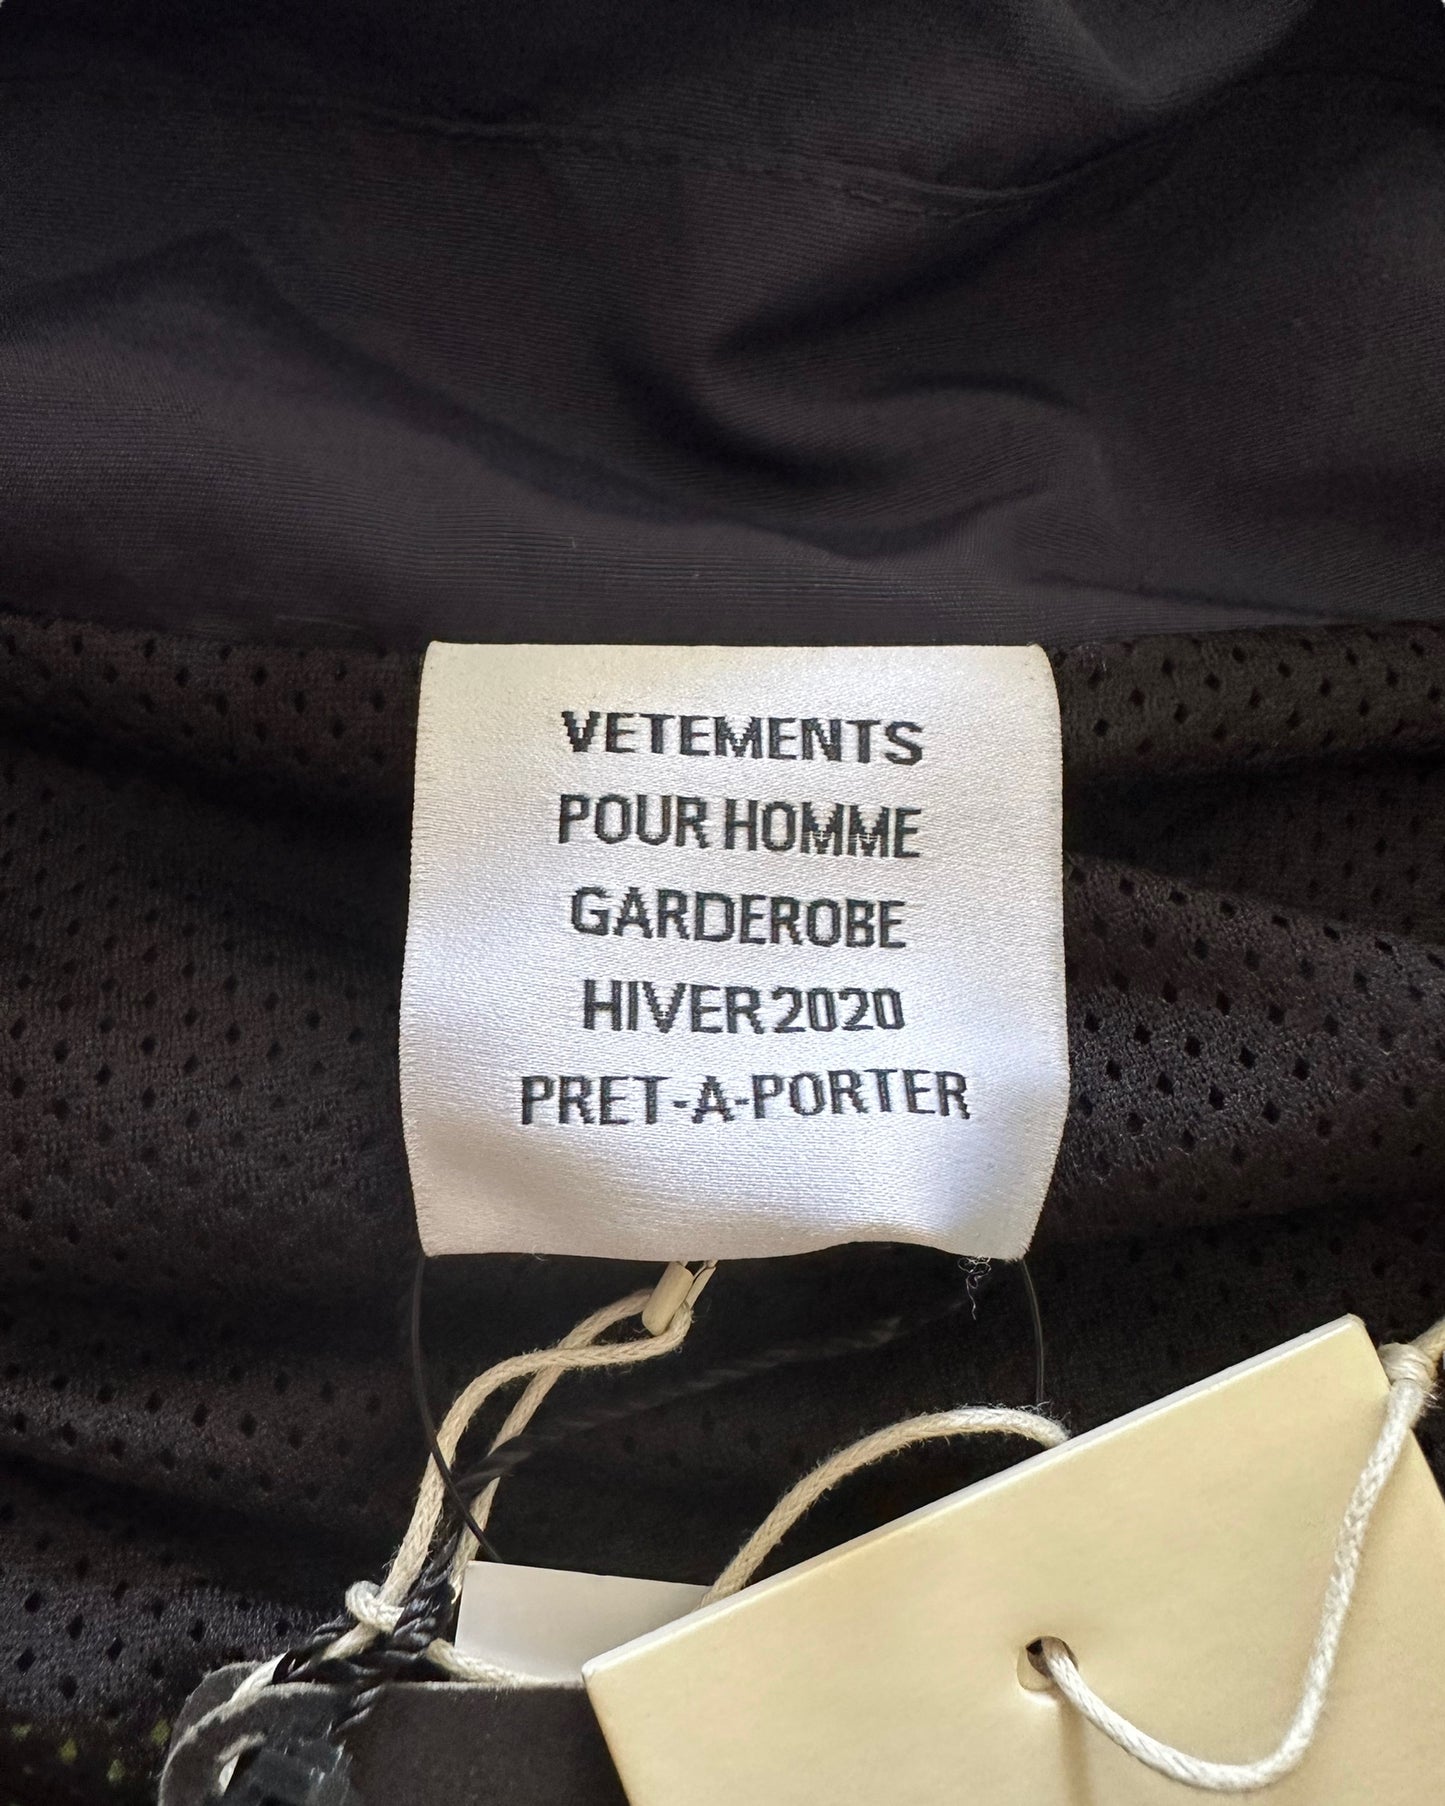 VETEMENTS
POUR HOMME
GARDEROBE
HIVER 2020
PRET-A-PORTER